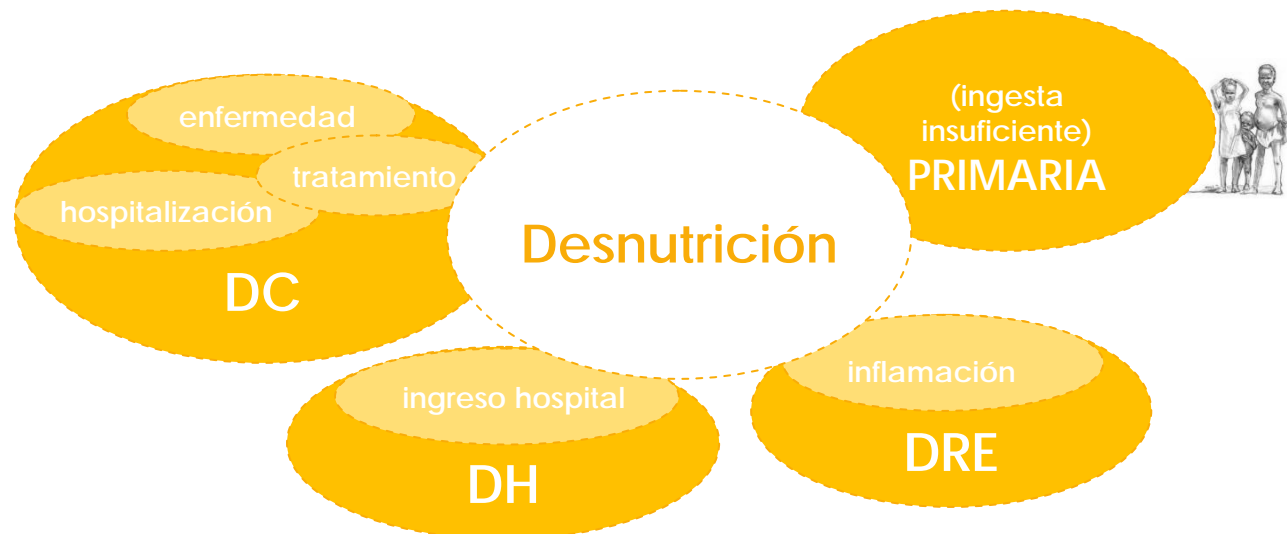 enfermedad
tratamiento
hospitalización
DC
Desnutrición
(ingesta
insuficiente)
PRIMARIA
ingreso hospital
DH
inflamación
DRE